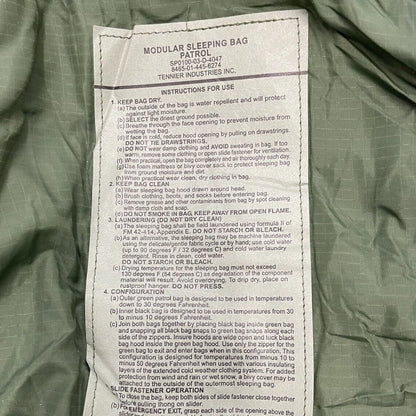 MODULAR SLEEPING BAG
PATROL
SP0100-03-D-4047
8465-01-445-6274
TENNIER INDUSTRIES INC.
INSTRUCTIONS FOR USE
1. KEEP BAG DRY.
(a) The outside of the bag is water repellent and will protect
against light moisture.
(b) SELECT the driest ground possible.
(c) Breathe through the face opening to prevent moisture from
wetting the bag.
(d) If face is cold, reduce hood opening by pulling on drawstrings.
DO NOT TIE DRAWSTRINGS.
(e) DO NOT wear damp clothing and AVOID sweating in bag. If too
warm, remove some clothing or open slide fastener for ventilation.
(f) When practical, open the bag completely and air thoroughly each day.
(g) Use foam mattress or bivy cover sack to protect sleeping bag
from ground moisture and dirt.
(h) When practical wear clean, dry clothing in bag.
2. KEEP BAG CLEAN
(a) Wear sleeping bag hood drawn around head.
(b) Brush clothing, boots, and socks before entering bag.
(c) Remove grease and other contaminants from bag by spot cleaning
with damp cloth and soap.
(d) DO NOT SMOKE IN BAG KEEP AWAY FROM OPEN FLAME.
3. LAUNDERING (DO NOT DRY CLEAN)
(a) The sleeping bag shall be field laundered using formula II of
FM 42-414, Appendix E. DO NOT STARCH OR BLEACH.
(b) As an alternative, the sleeping bag may be machine laundered
using the delicate/gentle fabric cycle or by hand; use cold water
(up to 90 degrees F / 32 degrees C) and cold water laundry
detergent. Rinse in clean, cold water.
DO NOT STARCH OR BLEACH.
(c) Drying temperature for the sleeping bag must not exceed
130 degrees F (54 degrees C) as degradation of the component
material will result. Avoid overdrying. To drip dry, place on
rustproof hanger. DO NOT PRESS.
4. CONFIGURATION
(a) Outer green patrol bag is designed to be used in temperatures
down to 30 degrees Fahrenheit.
(b) Inner black bag is designed to be used in temperatures from 30
to minus 10 degrees Fahrenheit.
(c) Join both bags together by placing black bag inside green bag
and snapping all black bag snaps to green bag snaps along each
side of the zippers. Insure hoods are wide open and tuck black
bag hood inside the green bag hood. Use only the zipper for the
green bag to exit and enter bags when in this configuration. This
configuration is designed for temperatures from minus 10 to
minus 50 degrees Fahrenheit when used with various insulating
layers of the extended cold weather clothing system. For added
protection from wind and rain or wet snow, a bivy cover may be
attached to the outside of the outermost sleeping bag.
SLIDE FASTENER OPERATION
(a) To close the bag, keep both sides of slide fastener close together
before pulling thong on slider.
(b) For EMERGENCY EXIT, grasp each side of opening above the